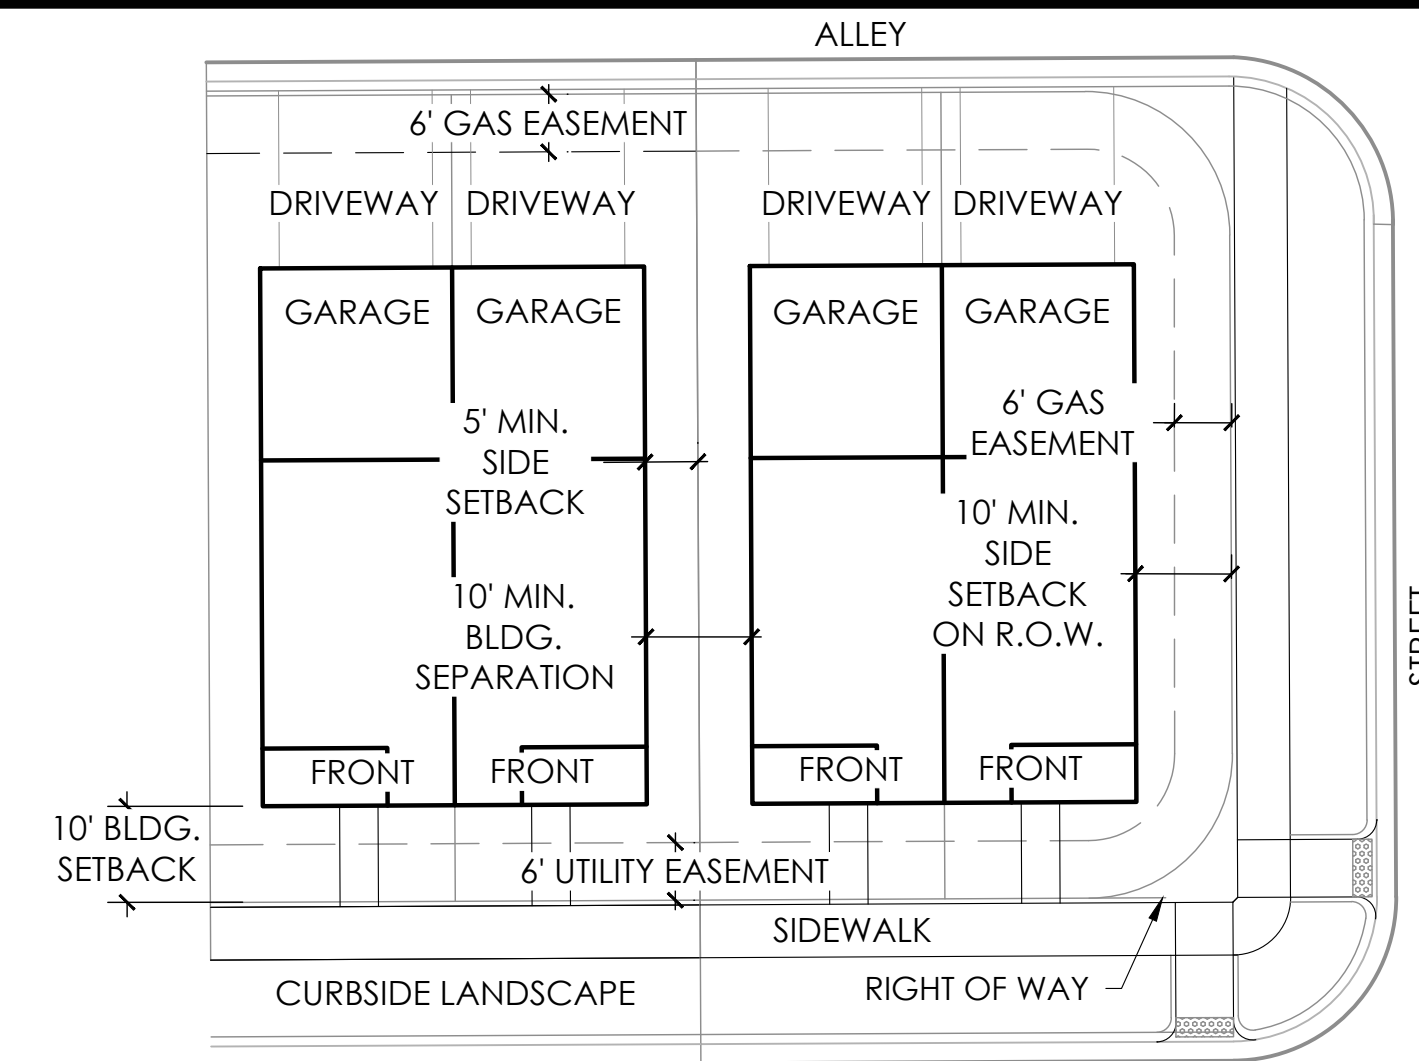 ALLEY
6' GAS EASEMENT
DRIVEWAY
DRIVEWAY
DRIVEWAY
DRIVEWAY
GARAGE
GARAGE
GARAGE
GARAGE
5' MIN.
SIDE
SETBACK
6' GAS
EASEMENT
10' MIN.
SIDE
SETBACK
ON R.O.W.
10' MIN.
BLDG.
SEPARATION
STREET
FRONT
FRONT
FRONT
FRONT
10' BLDG.
SETBACK
6' UTILITY EASEMENT
SIDEWALK
RIGHT OF WAY
CURBSIDE LANDSCAPE